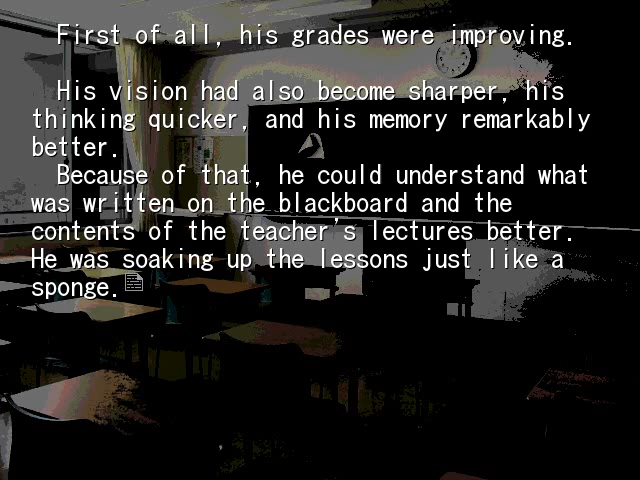 First of all, his grades were improving.
His vision had also become sharper, his
thinking quicker, and his memory remarkably
better.
Because of that, he could understand what
was written on the blackboard and the
contents of the teacher's lectures better.
He was soaking up the lessons just like a
sponge.